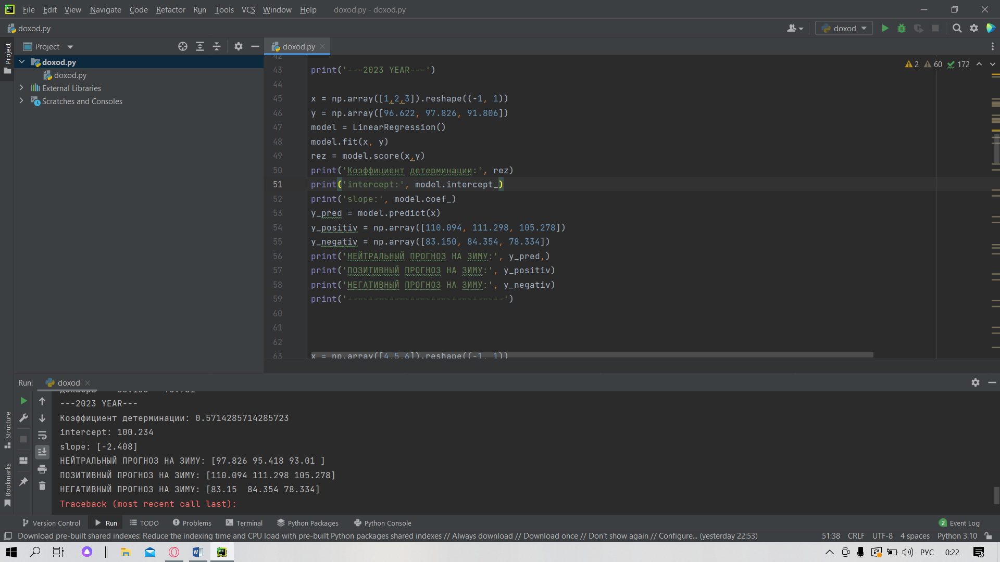 File Edit View Navigate Code Refactor Run Tools VCS Window Help doxod.py - doxod.py
doxod.py
doxod
Project
Project
doxod.py
doxod.py
doxod.py
External Libraries
Scratches and Consoles
2 60 172
42
43 print('---2023 YEAR---')
44
45 x = np.array([1,2,3]).reshape((-1, 1))
46 y = np.array([96.622, 97.826, 91.806])
47 model = LinearRegression()
48 model.fit(x, y)
49 rez = model.score(x,y)
50 print('Коэффициент детерминации:', rez)
51 print('intercept:', model.intercept_)
52 print('slope:', model.coef_)
53 y_pred = model.predict(x)
54 y_positiv = np.array([110.094, 111.298, 105.278])
55 y_negativ = np.array([83.150, 84.354, 78.334])
56 print('НЕЙТРАЛЬНЫЙ ПРОГНОЗ НА ЗИМУ:', y_pred,)
57 print('ПОЗИТИВНЫЙ ПРОГНОЗ НА ЗИМУ:', y_positiv)
58 print('НЕГАТИВНЫЙ ПРОГНОЗ НА ЗИМУ:', y_negativ)
59 print('------------------------------')
60
61
62
63 x = np.array([4,5,6]).reshape((-1, 1))
Run: doxod
---2023 YEAR---
Коэффициент детерминации: 0.5714285714285723
intercept: 100.234
slope: [-2.408]
НЕЙТРАЛЬНЫЙ ПРОГНОЗ НА ЗИМУ: [97.826 95.418 93.01 ]
ПОЗИТИВНЫЙ ПРОГНОЗ НА ЗИМУ: [110.094 111.298 105.278]
НЕГАТИВНЫЙ ПРОГНОЗ НА ЗИМУ: [83.15  84.354 78.334]
Traceback (most recent call last):
Structure
Bookmarks
Version Control Run TODO Problems Terminal Python Packages Python Console 2 Event Log
Download pre-built shared indexes: Reduce the indexing time and CPU load with pre-built Python packages shared indexes // Always download // Download once // Don't show again // Configure... (yesterday 22:53) 51:38 CRLF UTF-8 4 spaces Python 3.10
РУС 0:22